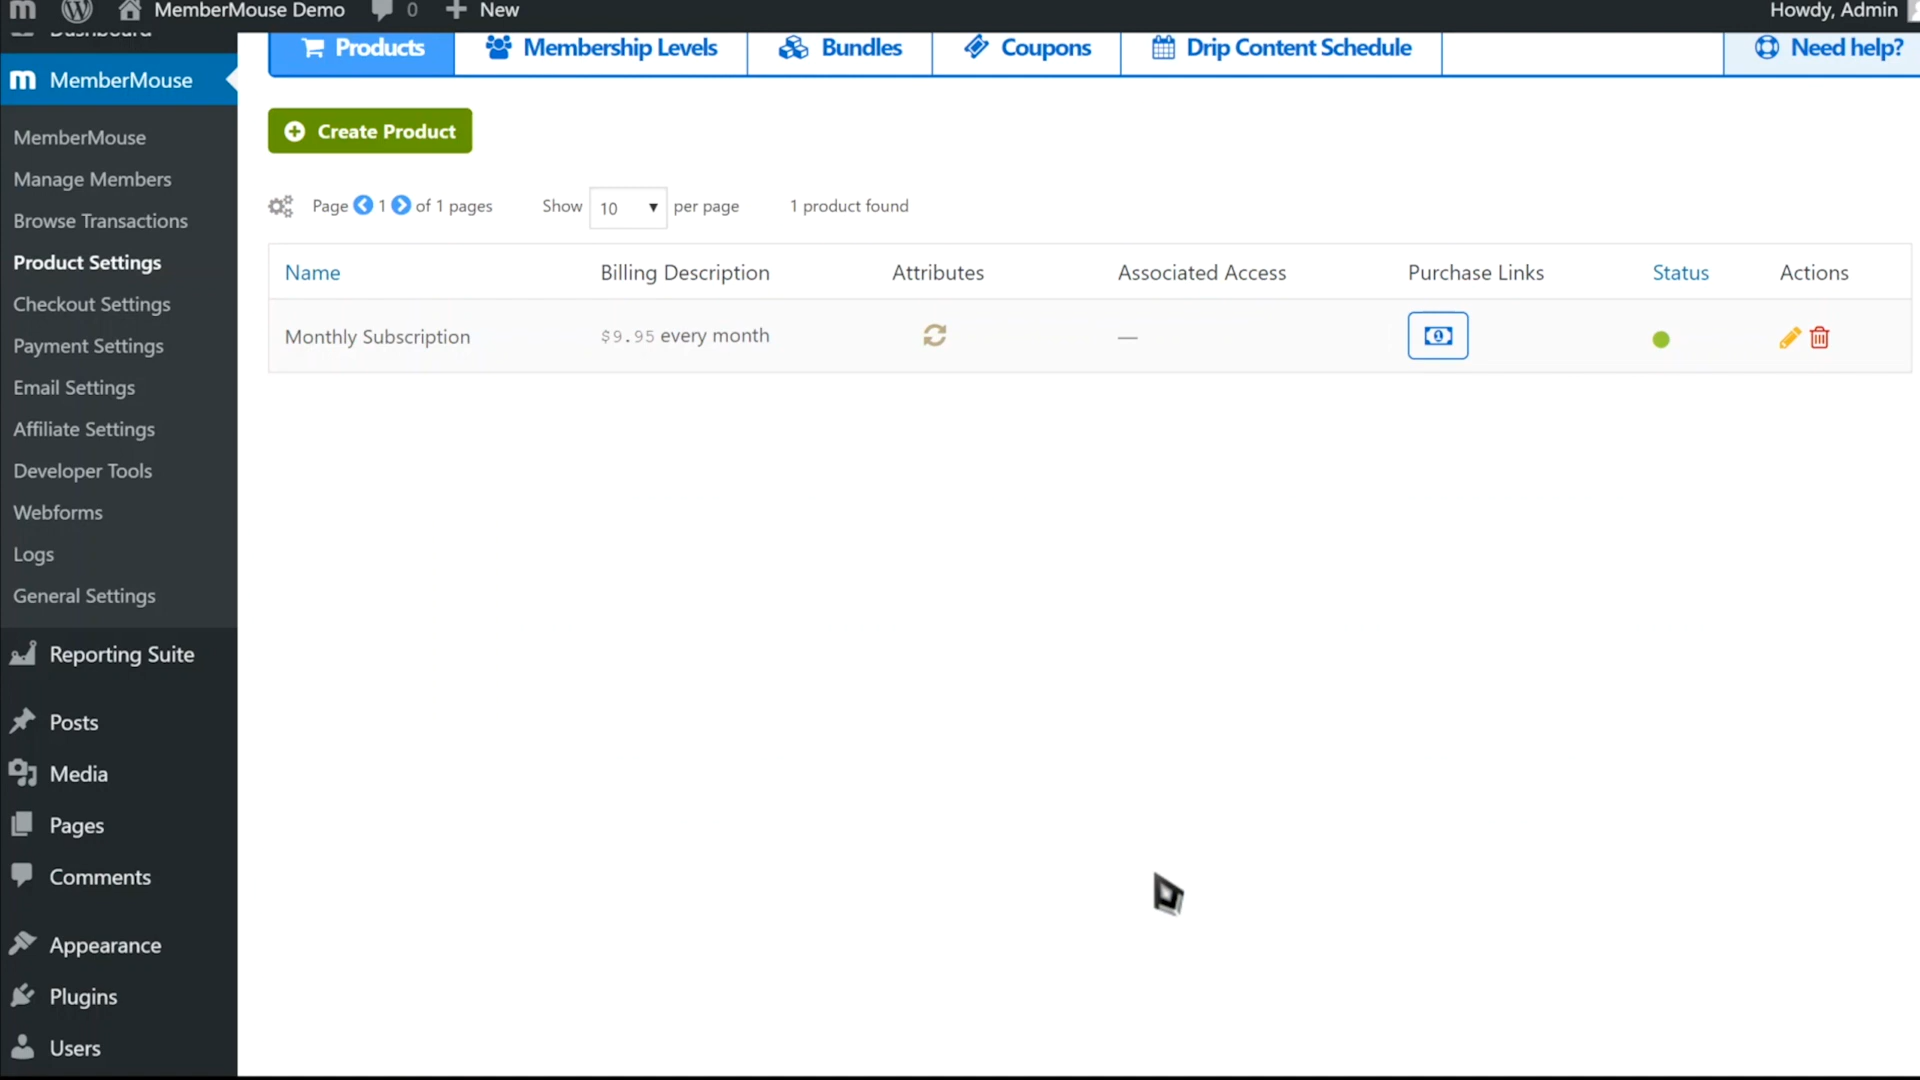 MemberMouse Demo 0 New Howdy, Admin
Dashboard
MemberMouse
MemberMouse
Manage Members
Browse Transactions
Product Settings
Checkout Settings
Payment Settings
Email Settings
Affiliate Settings
Developer Tools
Webforms
Logs
General Settings
Reporting Suite
Posts
Media
Pages
Comments
Appearance
Plugins
Users
Products Membership Levels Bundles Coupons Drip Content Schedule Need help?
Create Product
Page 1 of 1 pages Show 10 per page 1 product found
Name Billing Description Attributes Associated Access Purchase Links Status Actions
Monthly Subscription $9.95 every month —